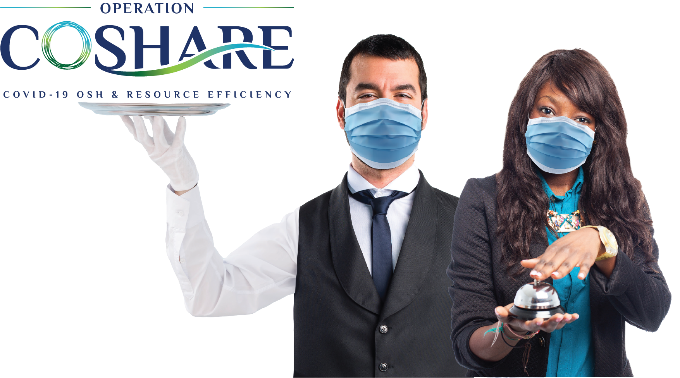 OPERATION
COSHARE
COVID-19 OSH & RESOURCE EFFICIENCY